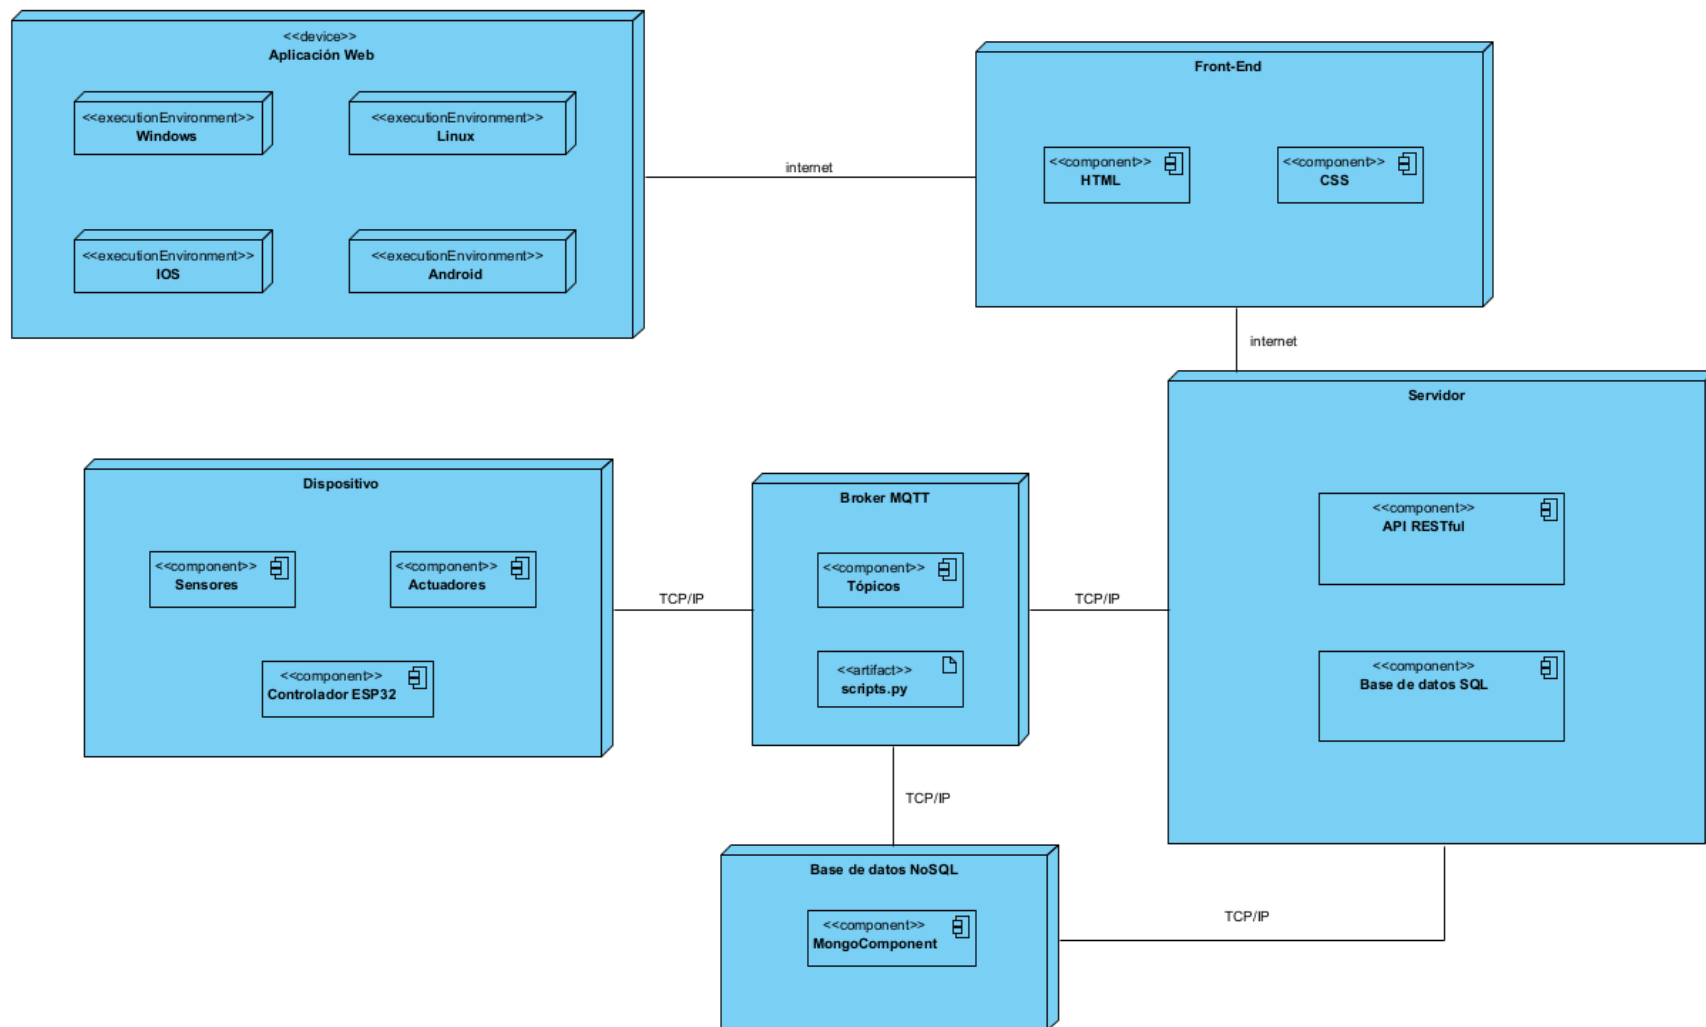 <<device>>
Aplicación Web
<<executionEnvironment>>
Windows
<<executionEnvironment>>
Linux
<<executionEnvironment>>
IOS
<<executionEnvironment>>
Android
internet
Front-End
<<component>>
HTML
<<component>>
CSS
internet
Servidor
<<component>>
API RESTful
<<component>>
Base de datos SQL
Dispositivo
<<component>>
Sensores
<<component>>
Actuadores
<<component>>
Controlador ESP32
TCP/IP
Broker MQTT
<<component>>
Tópicos
<<artifact>>
scripts.py
TCP/IP
TCP/IP
Base de datos NoSQL
<<component>>
MongoComponent
TCP/IP